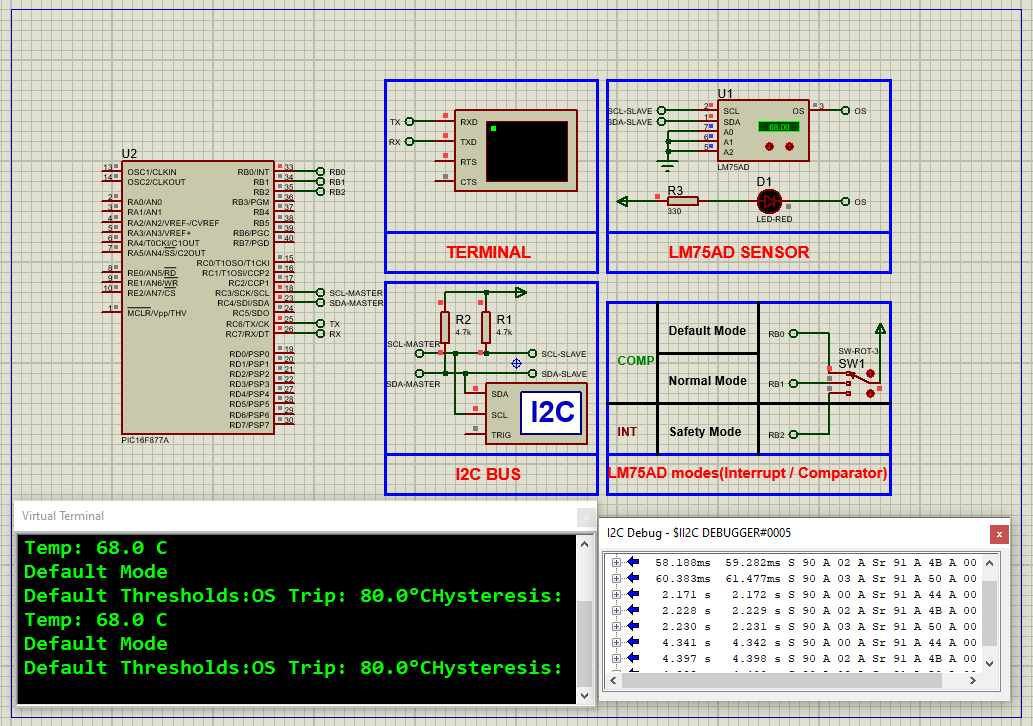 U2
13
14
2
3
4
5
6
7
8
9
10
1
OSC1/CLKIN
OSC2/CLKOUT
RA0/AN0
RA1/AN1
RA2/AN2/VREF-/CVREF
RA3/AN3/VREF+
RA4/T0CKI/C1OUT
RA5/AN4/SS/C2OUT
RE0/AN5/RD
RE1/AN6/WR
RE2/AN7/CS
MCLR/Vpp/THV
RB0/INT 33 RB0
RB1 34 RB1
RB2 35 RB2
RB3/PGM 36
RB4 37
RB5 38
RB6/PGC 39
RB7/PGD 40
RC0/T1OSO/T1CKI 15
RC1/T1OSI/CCP2 16
RC2/CCP1 17
RC3/SCK/SCL 18 SCL-MASTER
RC4/SDI/SDA 23 SDA-MASTER
RC5/SDO 24
RC6/TX/CK 25 TX
RC7/RX/DT 26 RX
RD0/PSP0 19
RD1/PSP1 20
RD2/PSP2 21
RD3/PSP3 22
RD4/PSP4 27
RD5/PSP5 28
RD6/PSP6 29
RD7/PSP7 30
PIC16F877A
TX RXD
RX TXD
RTS
CTS
TERMINAL
U1
SCL-SLAVE 2 SCL OS 3 OS
SDA-SLAVE 1 SDA
7 A0
6 A1
5 A2
68.00
LM75AD
R3
330
D1
LED-RED
OS
LM75AD SENSOR
R2
4.7k
R1
4.7k
SCL-MASTER
SCL-SLAVE
SDA-MASTER
SDA-SLAVE
SDA
SCL
TRIG
I2C
I2C BUS
COMP
Default Mode
Normal Mode
INT
Safety Mode
RB0
RB1
RB2
SW-ROT-3
SW1
LM75AD modes(Interrupt / Comparator)
Virtual Terminal
x
Temp: 68.0 C
Default Mode
Default Thresholds:OS Trip: 80.0°CHysteresis:
Temp: 68.0 C
Default Mode
Default Thresholds:OS Trip: 80.0°CHysteresis:
I2C Debug - $II2C DEBUGGER#0005
x
58.188ms 59.282ms S 90 A 02 A Sr 91 A 4B A 00
60.383ms 61.477ms S 90 A 03 A Sr 91 A 50 A 00
2.171 s 2.172 s S 90 A 00 A Sr 91 A 44 A 00
2.228 s 2.229 s S 90 A 02 A Sr 91 A 4B A 00
2.230 s 2.231 s S 90 A 03 A Sr 91 A 50 A 00
4.341 s 4.342 s S 90 A 00 A Sr 91 A 44 A 00
4.397 s 4.398 s S 90 A 02 A Sr 91 A 4B A 00